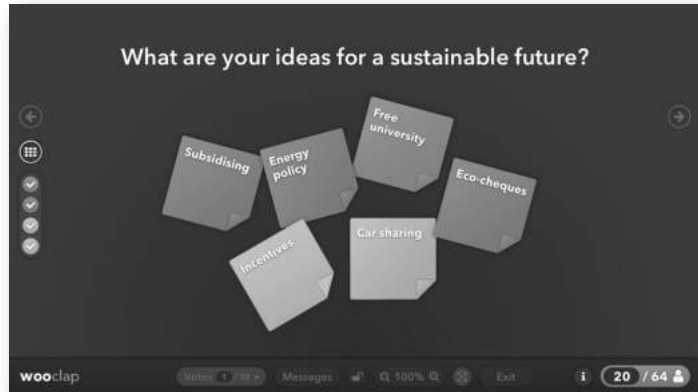 What are your ideas for a sustainable future?
Free
university
Subsidising
Energy
policy
Eco-cheques
Incentives
Car sharing
wooclap
Votes
Messages
100%
Exit
i
20 / 64